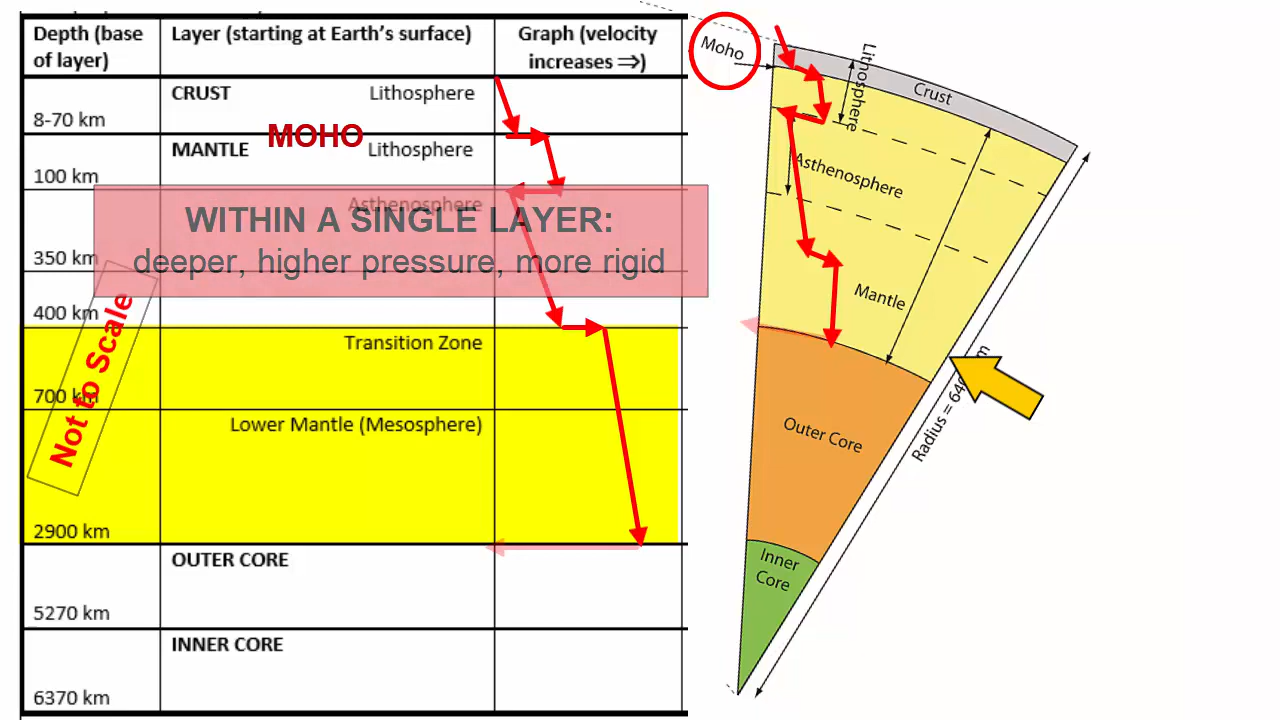 Depth (base
of layer)
Layer (starting at Earth's surface)
Graph (velocity
increases ⇒)
CRUST Lithosphere
8-70 km
MOHO
MANTLE Lithosphere
100 km
Asthenosphere
WITHIN A SINGLE LAYER:
deeper, higher pressure, more rigid
350 km
400 km
Not to Scale
Transition Zone
700 km
Lower Mantle (Mesosphere)
2900 km
OUTER CORE
5270 km
INNER CORE
6370 km
Moho
Lithosphere
Crust
Asthenosphere
Mantle
Outer Core
Inner
Core
Radius = 64